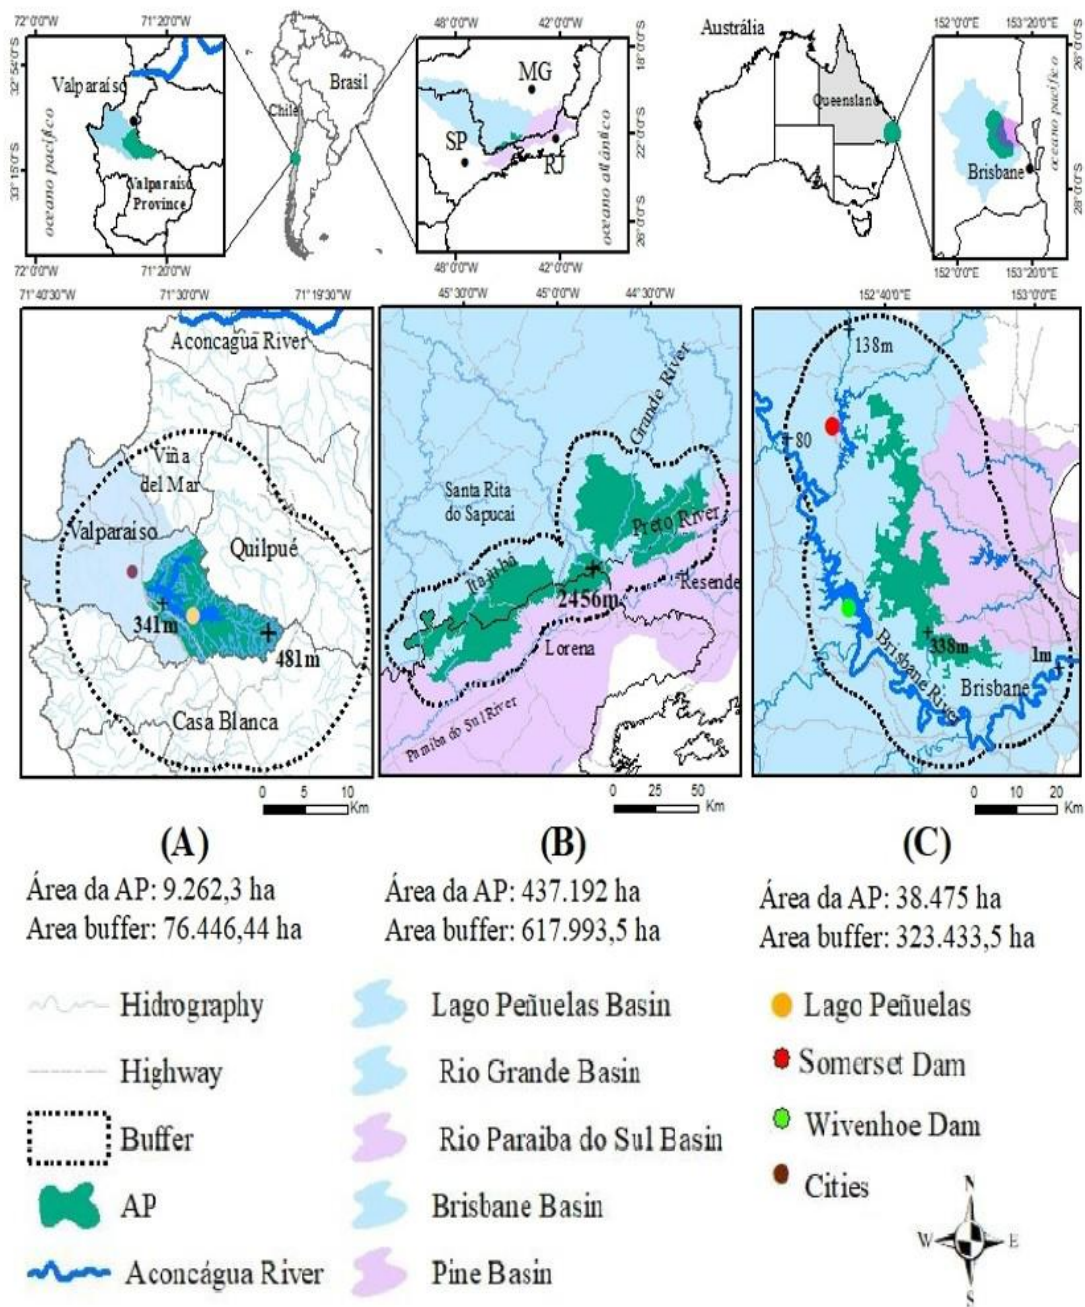 72°0'0"W
71°20'0"W
32°54'0"S
33°15'0"S
Valparaíso
Valparaíso
Province
oceano pacífico
72°0'0"W
71°20'0"W
Brasil
Chile
48°0'0"W
42°0'0"W
18°0'0"S
22°0'0"S
26°0'0"S
MG
SP
RJ
oceano atlántico
48°0'0"W
42°0'0"W
Austrália
Queensland
152°0'0"E
153°20'0"E
26°0'0"S
28°0'0"S
oceano pacífico
Brisbane
152°0'0"E
153°20'0"E
71°40'30"W
71°30'0"W
71°19'30"W
Aconcagua River
Viña
del Mar
Valparaíso
Quilpué
341m
481m
Casa Blanca
0 5 10
Km
45°30'0"W
45°0'0"W
44°30'0"W
Grande River
Santa Rita
do Sapucai
Preto River
Itajubá
Resende
2456m
Lorena
Paraiba do Sul River
0 25 50
Km
152°40'0"E
153°0'0"E
138m
80
338m
1m
Brisbane River
Brisbane
0 10 20
Km
(A)
Área da AP: 9.262,3 ha
Area buffer: 76.446,44 ha
(B)
Área da AP: 437.192 ha
Area buffer: 617.993,5 ha
(C)
Área da AP: 38.475 ha
Area buffer: 323.433,5 ha
Hidrography
Highway
Buffer
AP
Aconcágua River
Lago Peñuelas Basin
Rio Grande Basin
Rio Paraiba do Sul Basin
Brisbane Basin
Pine Basin
Lago Peñuelas
Somerset Dam
Wivenhoe Dam
Cities
N
W
E
S